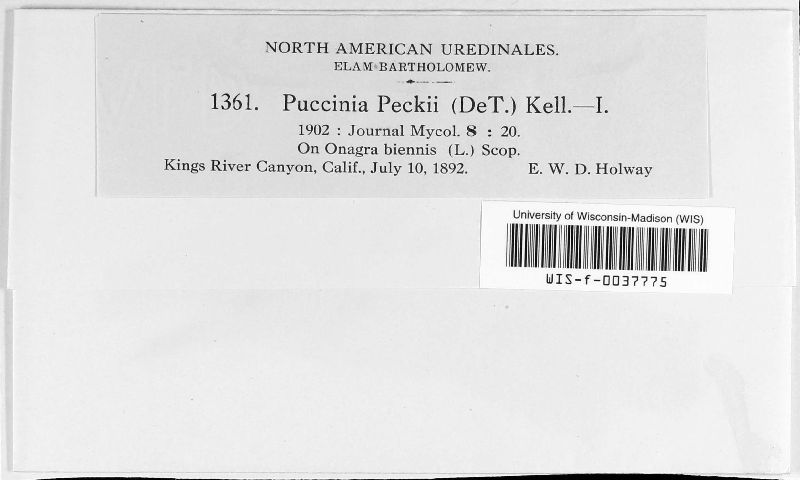 NORTH AMERICAN UREDINALES.
ELAM BARTHOLOMEW.
1361. Puccinia Peckii (DeT.) Kell.—I.
1902 : Journal Mycol. 8 : 20.
On Onagra biennis (L.) Scop.
Kings River Canyon, Calif., July 10, 1892. E. W. D. Holway
University of Wisconsin-Madison (WIS)
WIS-f-0037775